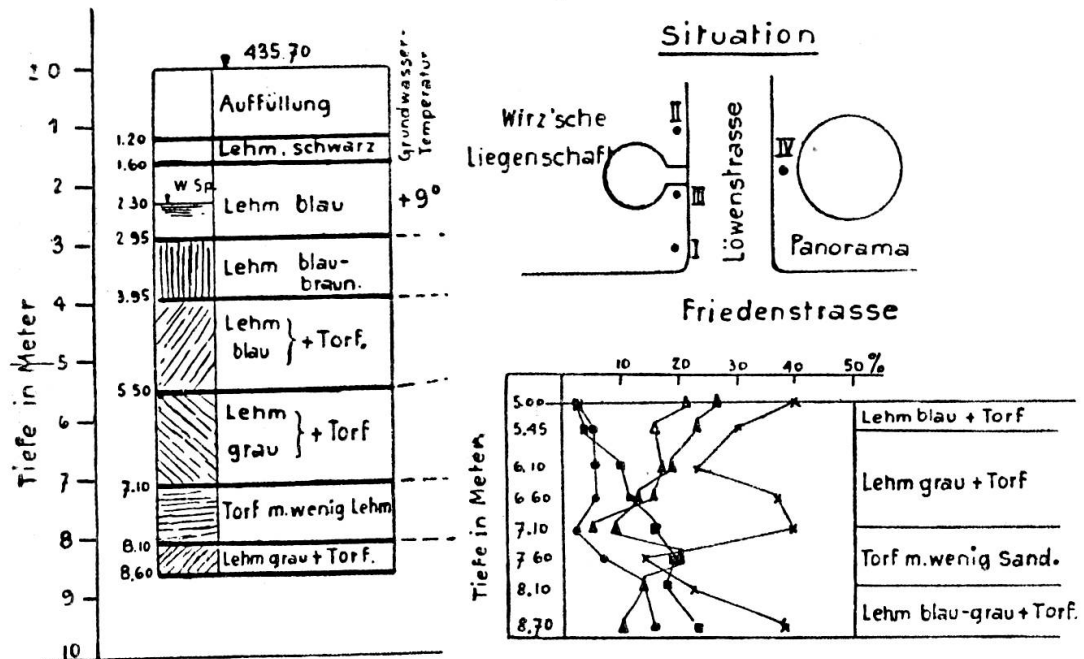 Tiefe in Meter
± 0
1
2
3
4
5
6
7
8
9
10
435.70
Grundwasser-
Temperatur
Auffüllung
1.20
Lehm. schwarz
1.60
W Sp.
2.30
Lehm blau
+9°
2.95
Lehm blau-
braun.
3.95
Lehm
blau } + Torf.
5.50
Lehm
grau } + Torf
7.10
Torf m. wenig Lehm
8.10
Lehm grau + Torf.
8.60
Situation
Wirz'sche
Liegenschaft
II
III
I
Löwenstrasse
IV
Panorama
Friedenstrasse
Tiefe in Meten
10 20 30 40 50 %
5.00
Lehm blau + Torf
5.45
6.10
Lehm grau + Torf
6.60
7.10
7.60
Torf m. wenig Sand.
8.10
Lehm blau-grau + Torf.
8.70